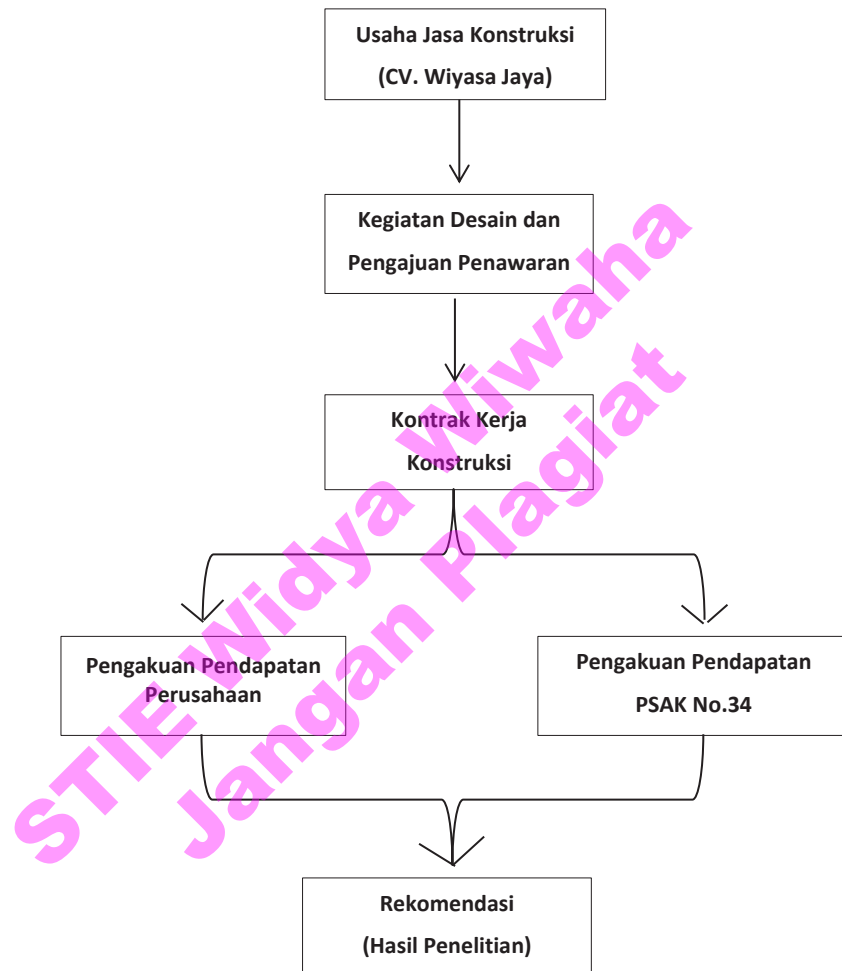 Usaha Jasa Konstruksi
(CV. Wiyasa Jaya)
Kegiatan Desain dan
Pengajuan Penawaran
Kontrak Kerja
Konstruksi
Pengakuan Pendapatan
Perusahaan
Pengakuan Pendapatan
PSAK No.34
Rekomendasi
(Hasil Penelitian)
STIE Widya Wiwaha
Jangan Plagiat